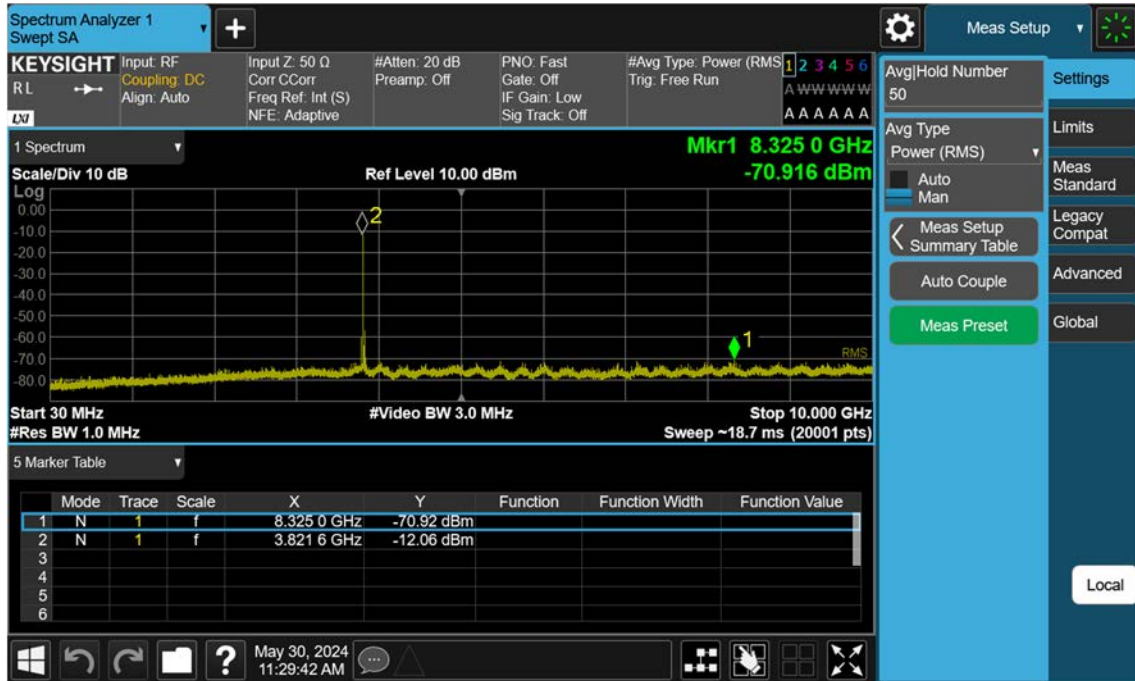 Spectrum Analyzer 1
Swept SA
Meas Setup
KEYSIGHT
RL
LXI
Input: RF
Coupling: DC
Align: Auto
Input Z: 50 Ω
Corr CCorr
Freq Ref: Int (S)
NFE: Adaptive
#Atten: 20 dB
Preamp: Off
PNO: Fast
Gate: Off
IF Gain: Low
Sig Track: Off
#Avg Type: Power (RMS)
Trig: Free Run
1 2 3 4 5 6
A W W W W W
A A A A A A
1 Spectrum
Mkr1 8.325 0 GHz
Scale/Div 10 dB
Ref Level 10.00 dBm
-70.916 dBm
Log
0.00
-10.0
-20.0
-30.0
-40.0
-50.0
-60.0
-70.0
-80.0
2
1
RMS
Start 30 MHz
#Video BW 3.0 MHz
Stop 10.000 GHz
#Res BW 1.0 MHz
Sweep ~18.7 ms (20001 pts)
5 Marker Table
Mode Trace Scale X Y Function Function Width Function Value
1 N 1 f 8.325 0 GHz -70.92 dBm
2 N 1 f 3.821 6 GHz -12.06 dBm
3
4
5
6
Avg|Hold Number
50
Avg Type
Power (RMS)
Auto
Man
Meas Setup
Summary Table
Auto Couple
Meas Preset
Settings
Limits
Meas
Standard
Legacy
Compat
Advanced
Global
Local
?
May 30, 2024
11:29:42 AM